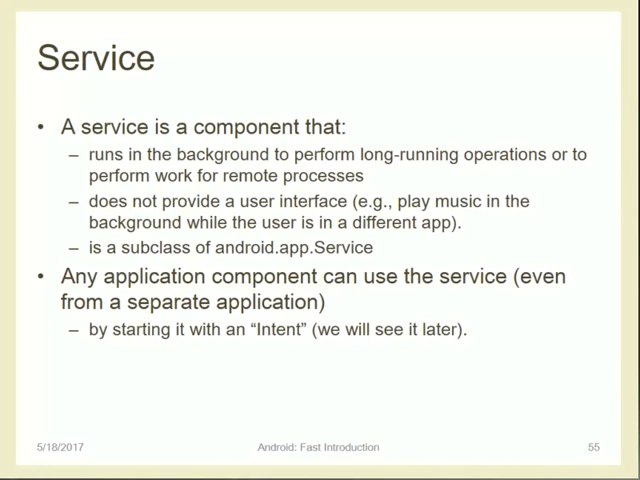 Service
• A service is a component that:
– runs in the background to perform long-running operations or to
perform work for remote processes
– does not provide a user interface (e.g., play music in the
background while the user is in a different app).
– is a subclass of android.app.Service
• Any application component can use the service (even
from a separate application)
– by starting it with an “Intent” (we will see it later).
5/18/2017 Android: Fast Introduction 55